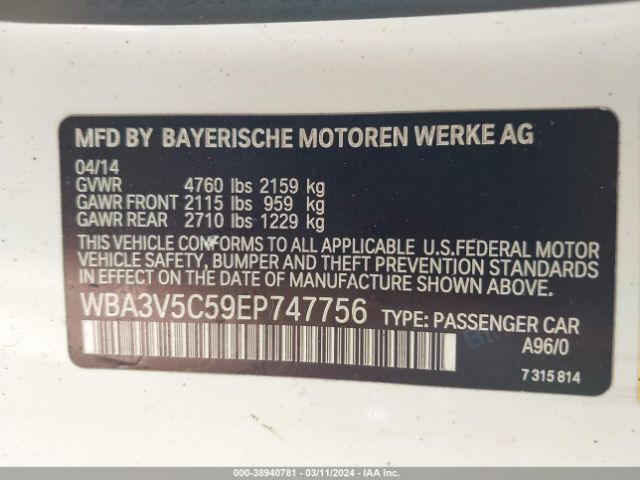 MFD BY BAYERISCHE MOTOREN WERKE AG
04/14
GVWR 4760 lbs 2159 kg
GAWR FRONT 2115 lbs 959 kg
GAWR REAR 2710 lbs 1229 kg
THIS VEHICLE CONFORMS TO ALL APPLICABLE U.S.FEDERAL MOTOR
VEHICLE SAFETY, BUMPER AND THEFT PREVENTION STANDARDS
IN EFFECT ON THE DATE OF MANUFACTURE SHOWN ABOVE.
WBA3V5C59EP747756 TYPE: PASSENGER CAR
A96/0
7 315 814
000-38940781 - 03/11/2024 - IAA Inc.